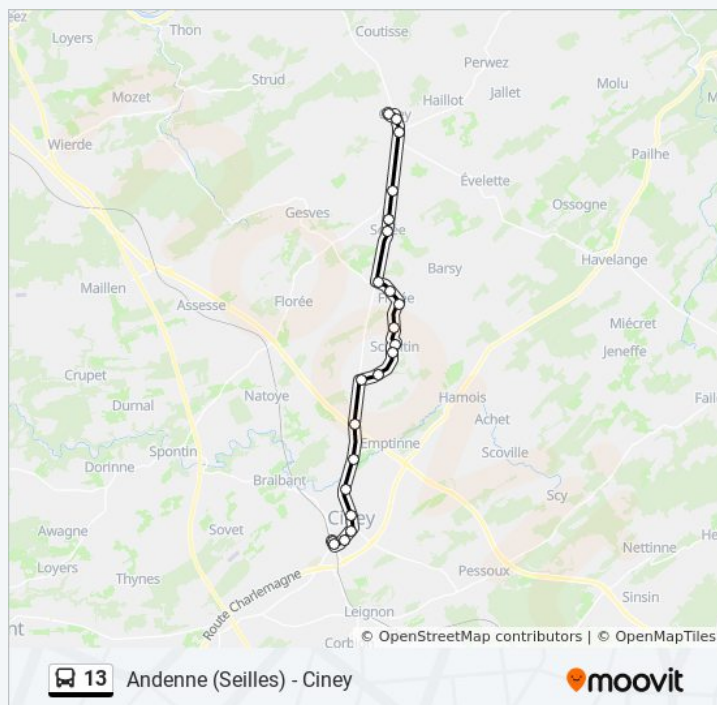 Loyers
Thon
Coutisse
Perwez
Strud
Molu
Mozet
Haillot
Jallet
Wierde
Pailhe
Évelette
Gesves
Ossogne
Barsy
Havelange
Maillen
Assesse
Florée
Miécret
Jeneffe
Crupet
Natoye
Hamois
Durnal
Achet
Emptinne
Scoville
Spontin
Dorinne
Braibant
Scy
Ciney
Awagne
Sovet
Nettinne
Loyers
Thynes
Pessoux
Sinsin
Route Charlemagne
Leignon
© OpenStreetMap contributors | © OpenMapTiles
13 Andenne (Seilles) - Ciney
moovit